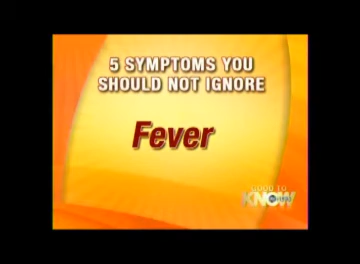 5 SYMPTOMS YOU
SHOULD NOT IGNORE
Fever
GOOD TO
KNOW